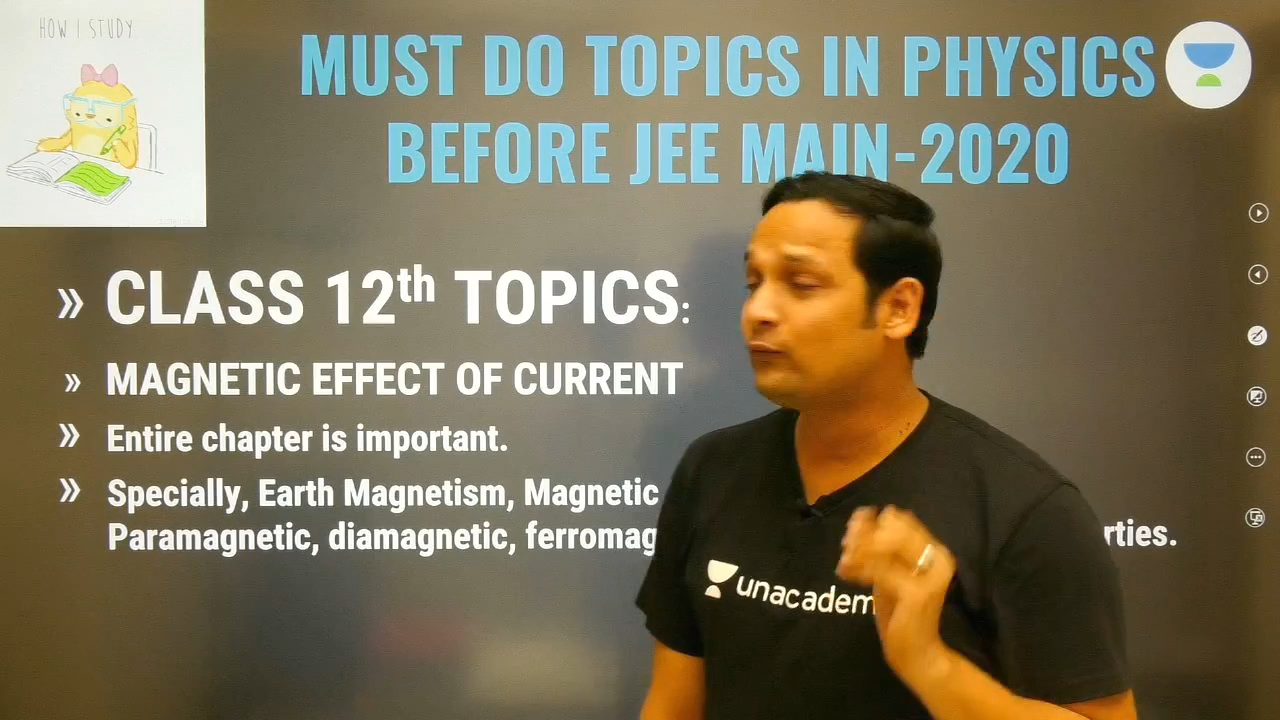 HOW I STUDY
MUST DO TOPICS IN PHYSICS
BEFORE JEE MAIN-2020
» CLASS 12th TOPICS:
» MAGNETIC EFFECT OF CURRENT
» Entire chapter is important.
» Specially, Earth Magnetism, Magnetic
Paramagnetic, diamagnetic, ferromag rties.
unacadem